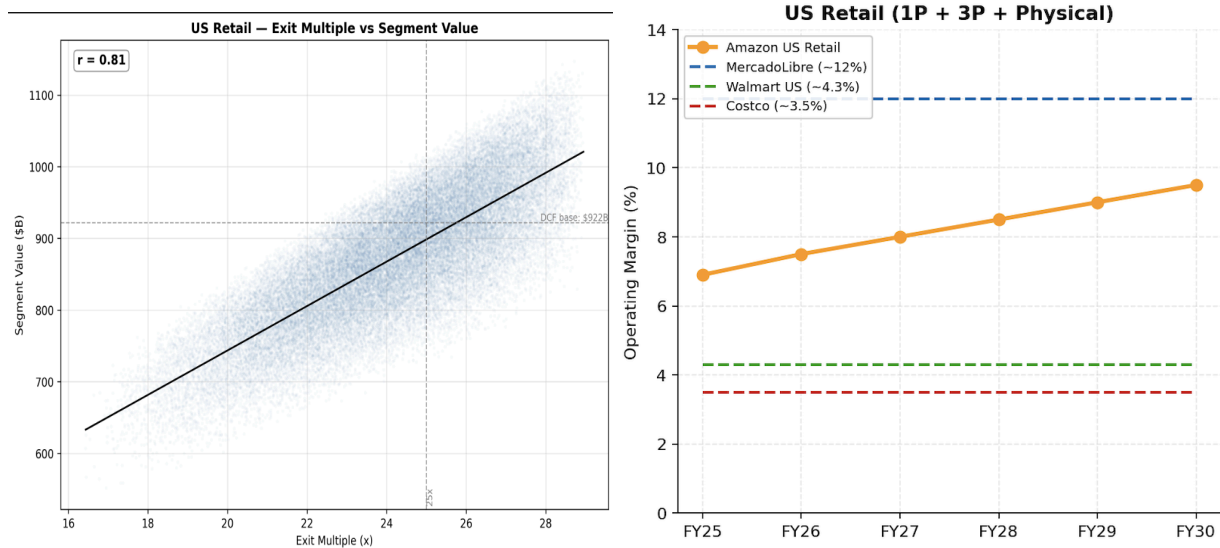 US Retail — Exit Multiple vs Segment Value
r = 0.81
1100
1000
900
800
700
600
Segment Value ($B)
DCF base: $922B
25x
16 18 20 22 24 26 28
Exit Multiple (x)
US Retail (1P + 3P + Physical)
Amazon US Retail
MercadoLibre (~12%)
Walmart US (~4.3%)
Costco (~3.5%)
14
12
10
8
6
4
2
0
Operating Margin (%)
FY25 FY26 FY27 FY28 FY29 FY30